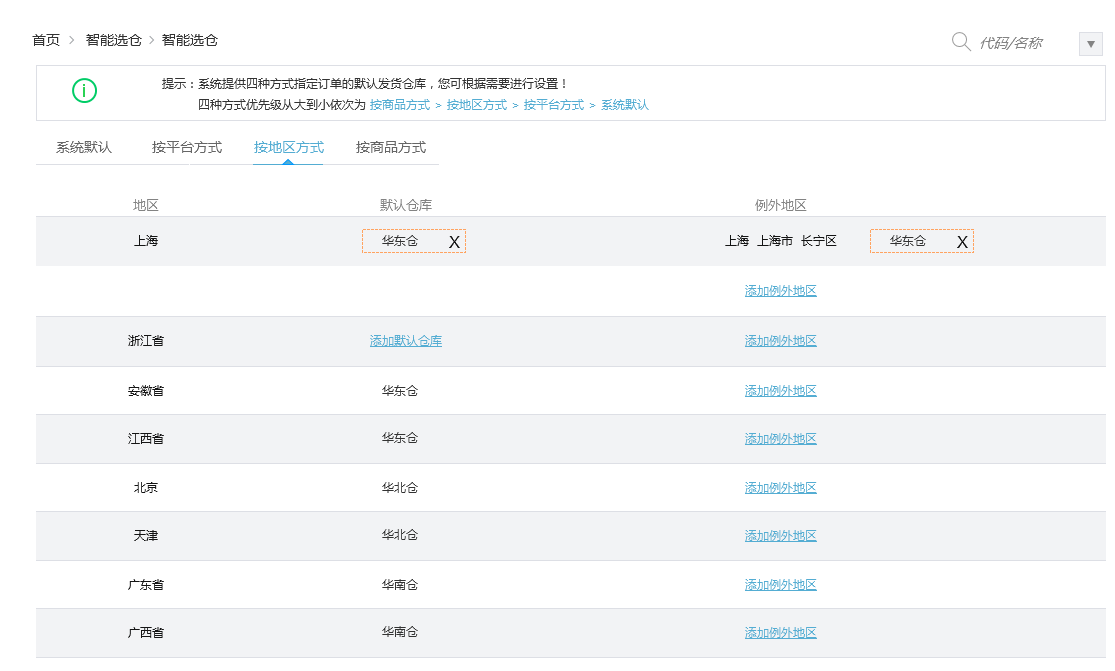 首页 > 智能选仓 > 智能选仓
代码/名称
提示：系统提供四种方式指定订单的默认发货仓库，您可根据需要进行设置！
四种方式优先级从大到小依次为 按商品方式 > 按地区方式 > 按平台方式 > 系统默认
系统默认 按平台方式 按地区方式 按商品方式
地区 默认仓库 例外地区
上海 华东仓 X 上海 上海市 长宁区 华东仓 X
添加例外地区
浙江省 添加默认仓库 添加例外地区
安徽省 华东仓 添加例外地区
江西省 华东仓 添加例外地区
北京 华北仓 添加例外地区
天津 华北仓 添加例外地区
广东省 华南仓 添加例外地区
广西省 华南仓 添加例外地区